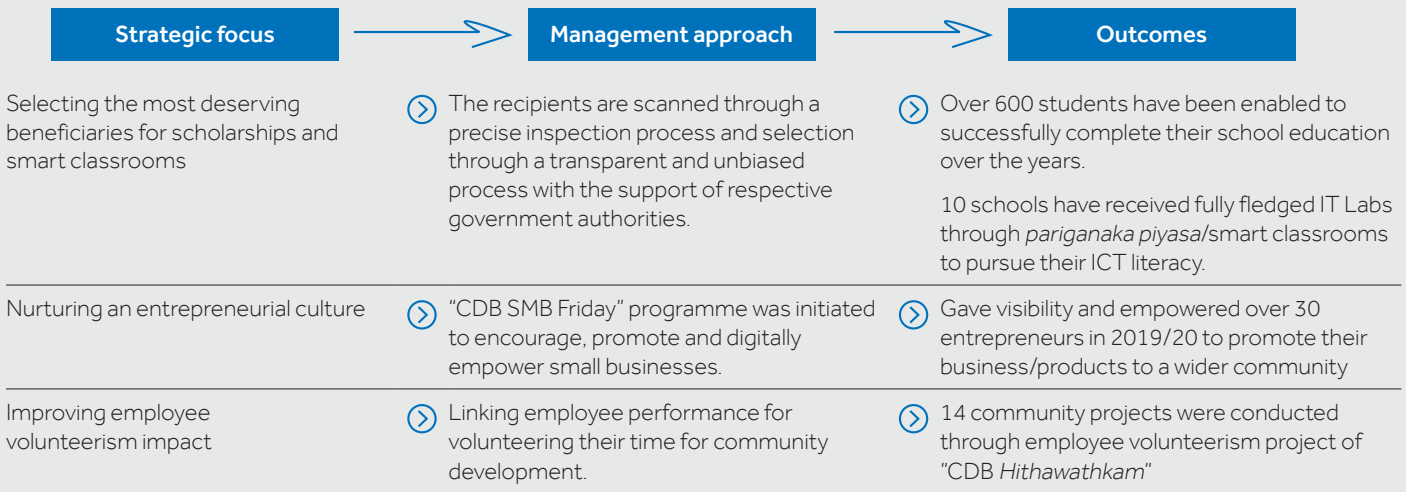 Strategic focus
Management approach
Outcomes
Selecting the most deserving
beneficiaries for scholarships and
smart classrooms
The recipients are scanned through a
precise inspection process and selection
through a transparent and unbiased
process with the support of respective
government authorities.
Over 600 students have been enabled to
successfully complete their school education
over the years.
10 schools have received fully fledged IT Labs
through pariganaka piyasa/smart classrooms
to pursue their ICT literacy.
Nurturing an entrepreneurial culture
"CDB SMB Friday" programme was initiated
to encourage, promote and digitally
empower small businesses.
Gave visibility and empowered over 30
entrepreneurs in 2019/20 to promote their
business/products to a wider community
Improving employee
volunteerism impact
Linking employee performance for
volunteering their time for community
development.
14 community projects were conducted
through employee volunteerism project of
"CDB Hithawathkam"